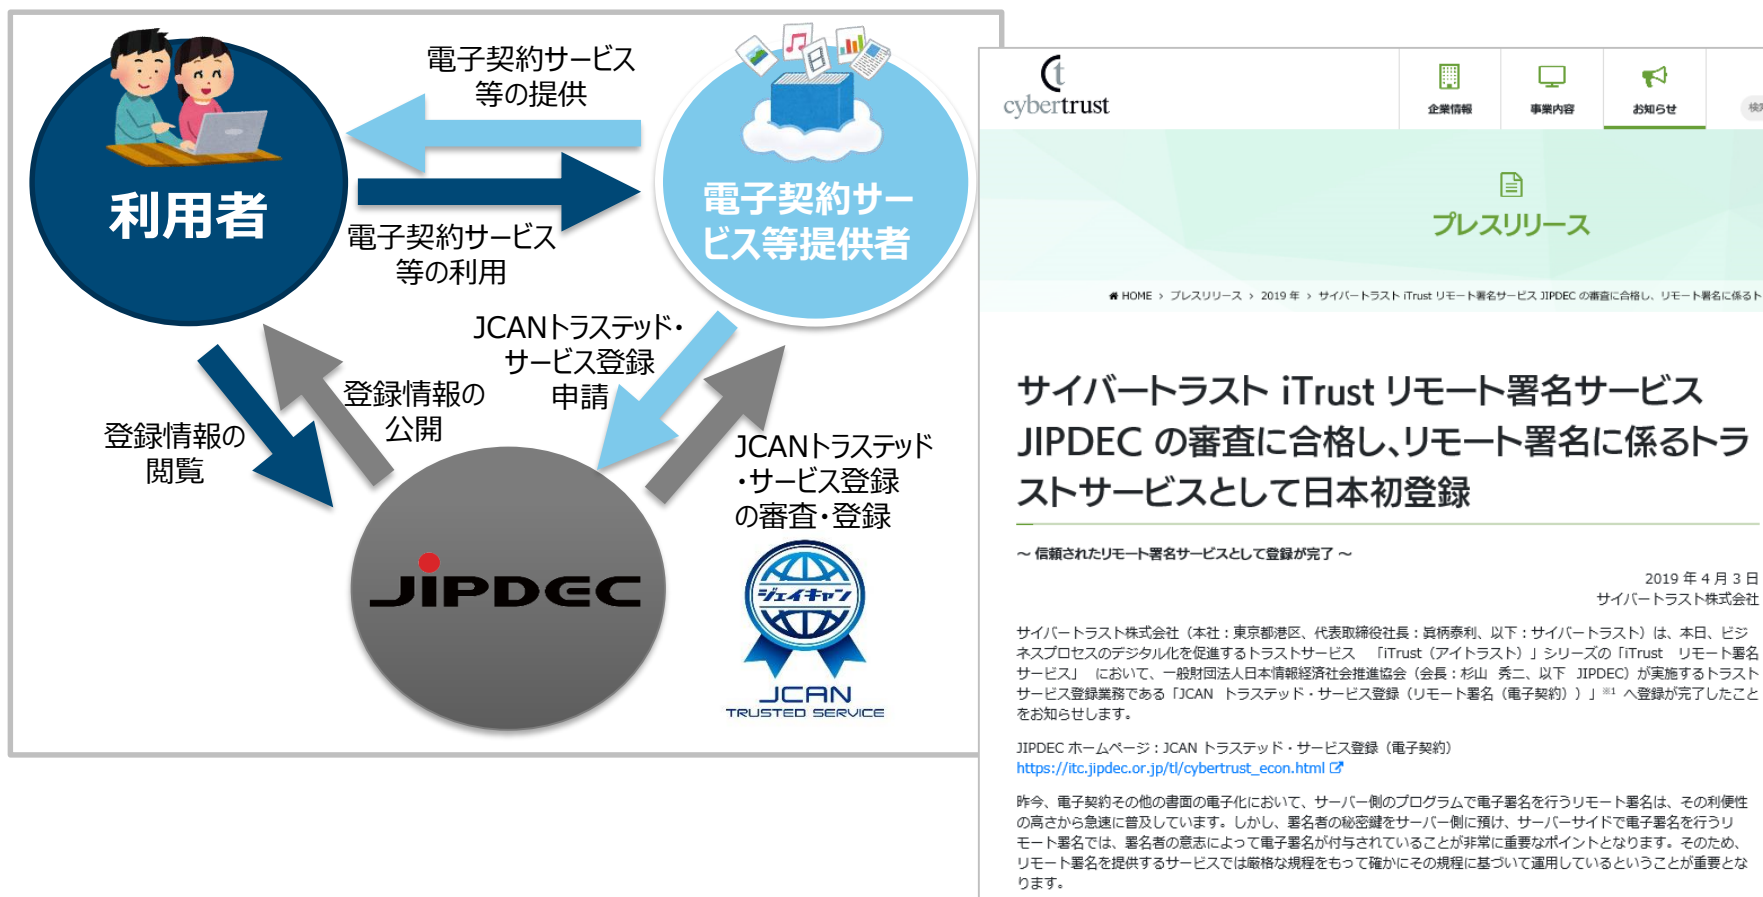 電子契約サービス
等の提供
利用者
電子契約サー
ビス等提供者
電子契約サービス
等の利用
JCANトラステッド・
サービス登録
申請
登録情報の
公開
登録情報の
閲覧
JCANトラステッド
・サービス登録
の審査・登録
JIPDEC
ジェイキャン
JCAN
TRUSTED SERVICE
cybertrust
企業情報
事業内容
お知らせ
プレスリリース
HOME > プレスリリース > 2019 年 > サイバートラスト iTrust リモート署名サービス JIPDEC の審査に合格し、リモート署名に係るト
サイバートラスト iTrust リモート署名サービス
JIPDEC の審査に合格し、リモート署名に係るトラ
ストサービスとして日本初登録
～ 信頼されたリモート署名サービスとして登録が完了 ～
2019 年 4 月 3 日
サイバートラスト株式会社
サイバートラスト株式会社（本社：東京都港区、代表取締役社長：眞柄泰利、以下：サイバートラスト）は、本日、ビジ
ネスプロセスのデジタル化を促進するトラストサービス 「iTrust（アイトラスト）」シリーズの「iTrust リモート署名
サービス」 において、一般財団法人日本情報経済社会推進協会（会長：杉山 秀二、以下 JIPDEC）が実施するトラスト
サービス登録業務である「JCAN トラステッド・サービス登録（リモート署名（電子契約））」※1 へ登録が完了したこと
をお知らせします。
JIPDEC ホームページ：JCAN トラステッド・サービス登録（電子契約）
https://itc.jipdec.or.jp/tl/cybertrust_econ.html
昨今、電子契約その他の書面の電子化において、サーバー側のプログラムで電子署名を行うリモート署名は、その利便性
の高さから急速に普及しています。しかし、署名者の秘密鍵をサーバー側に預け、サーバーサイドで電子署名を行うリ
モート署名では、署名者の意志によって電子署名が付与されていることが非常に重要なポイントとなります。そのため、
リモート署名を提供するサービスでは厳格な規程をもって確かにその規程に基づいて運用しているということが重要とな
ります。